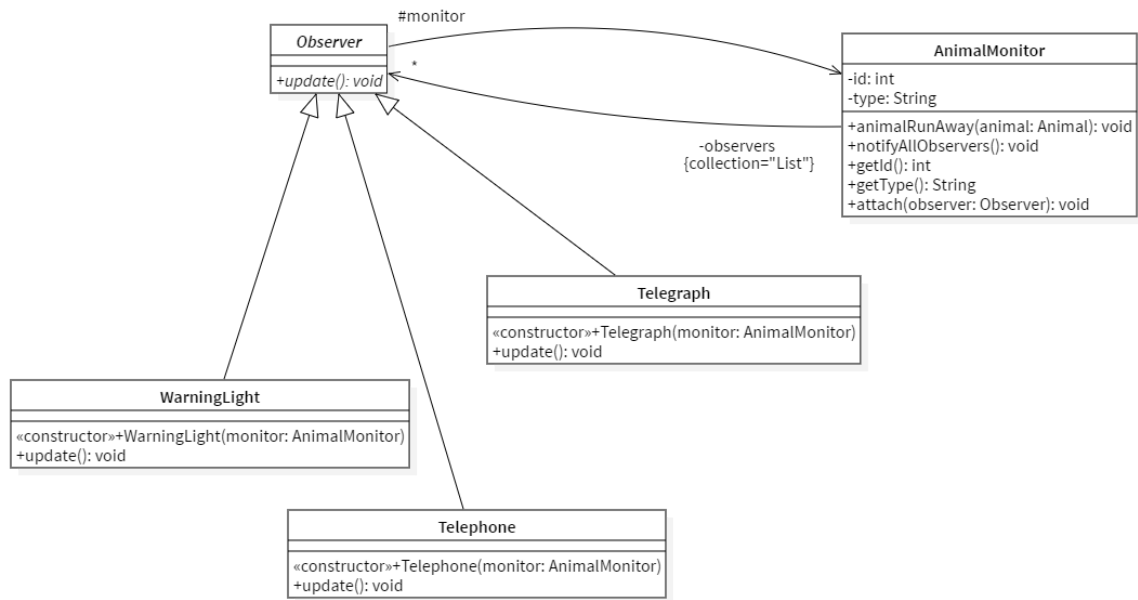 #monitor
Observer
+update(): void
*
AnimalMonitor
-id: int
-type: String
+animalRunAway(animal: Animal): void
+notifyAllObservers(): void
+getId(): int
+getType(): String
+attach(observer: Observer): void
-observers
{collection="List"}
Telegraph
«constructor»+Telegraph(monitor: AnimalMonitor)
+update(): void
WarningLight
«constructor»+WarningLight(monitor: AnimalMonitor)
+update(): void
Telephone
«constructor»+Telephone(monitor: AnimalMonitor)
+update(): void